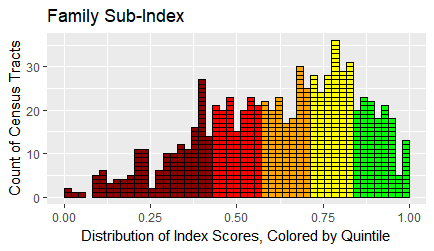 Family Sub-Index
Count of Census Tracts
30
20
10
0
0.00 0.25 0.50 0.75 1.00
Distribution of Index Scores, Colored by Quintile